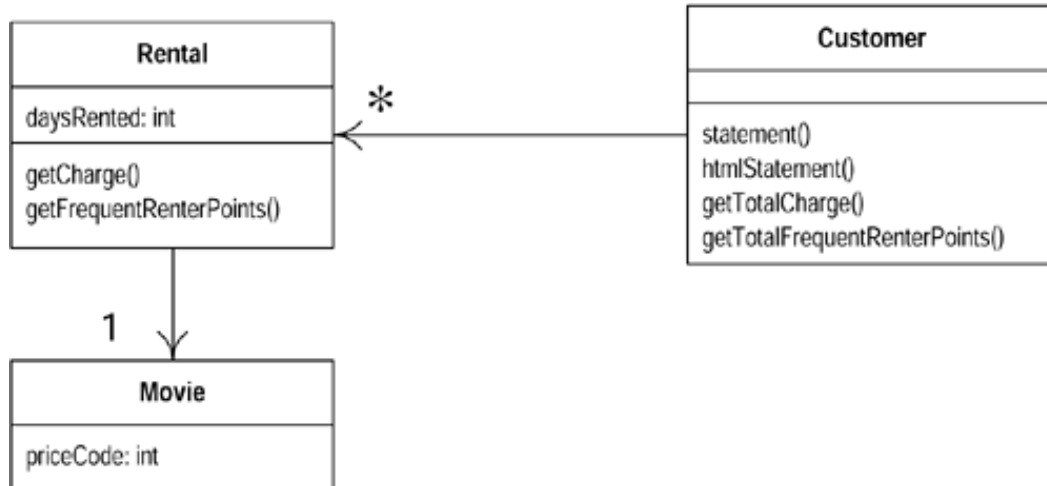 Rental
daysRented: int
getCharge()
getFrequentRenterPoints()
*
Customer
statement()
htmlStatement()
getTotalCharge()
getTotalFrequentRenterPoints()
1
Movie
priceCode: int